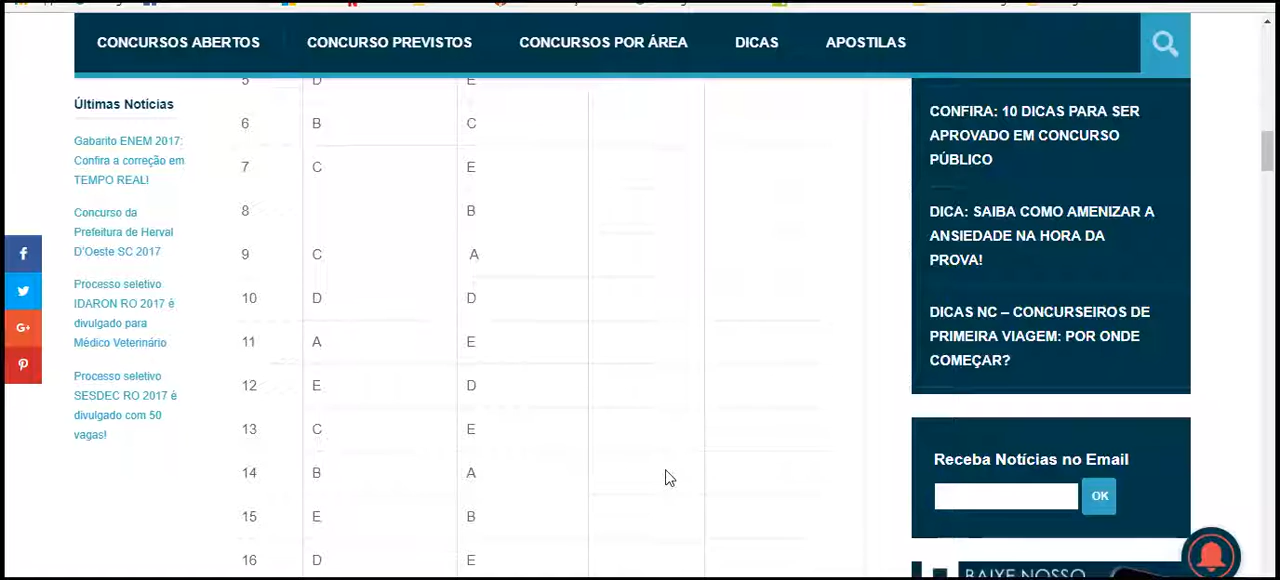 CONCURSOS ABERTOS CONCURSO PREVISTOS CONCURSOS POR ÁREA DICAS APOSTILAS
Últimas Notícias
Gabarito ENEM 2017:
Confira a correção em
TEMPO REAL!
Concurso da
Prefeitura de Herval
D'Oeste SC 2017
Processo seletivo
IDARON RO 2017 é
divulgado para
Médico Veterinário
Processo seletivo
SESDEC RO 2017 é
divulgado com 50
vagas!
5 D E
6 B C
7 C E
8 B
9 C A
10 D D
11 A E
12 E D
13 C E
14 B A
15 E B
16 D E
CONFIRA: 10 DICAS PARA SER
APROVADO EM CONCURSO
PÚBLICO
DICA: SAIBA COMO AMENIZAR A
ANSIEDADE NA HORA DA
PROVA!
DICAS NC – CONCURSEIROS DE
PRIMEIRA VIAGEM: POR ONDE
COMEÇAR?
Receba Notícias no Email
OK
BAIXE NOSSO